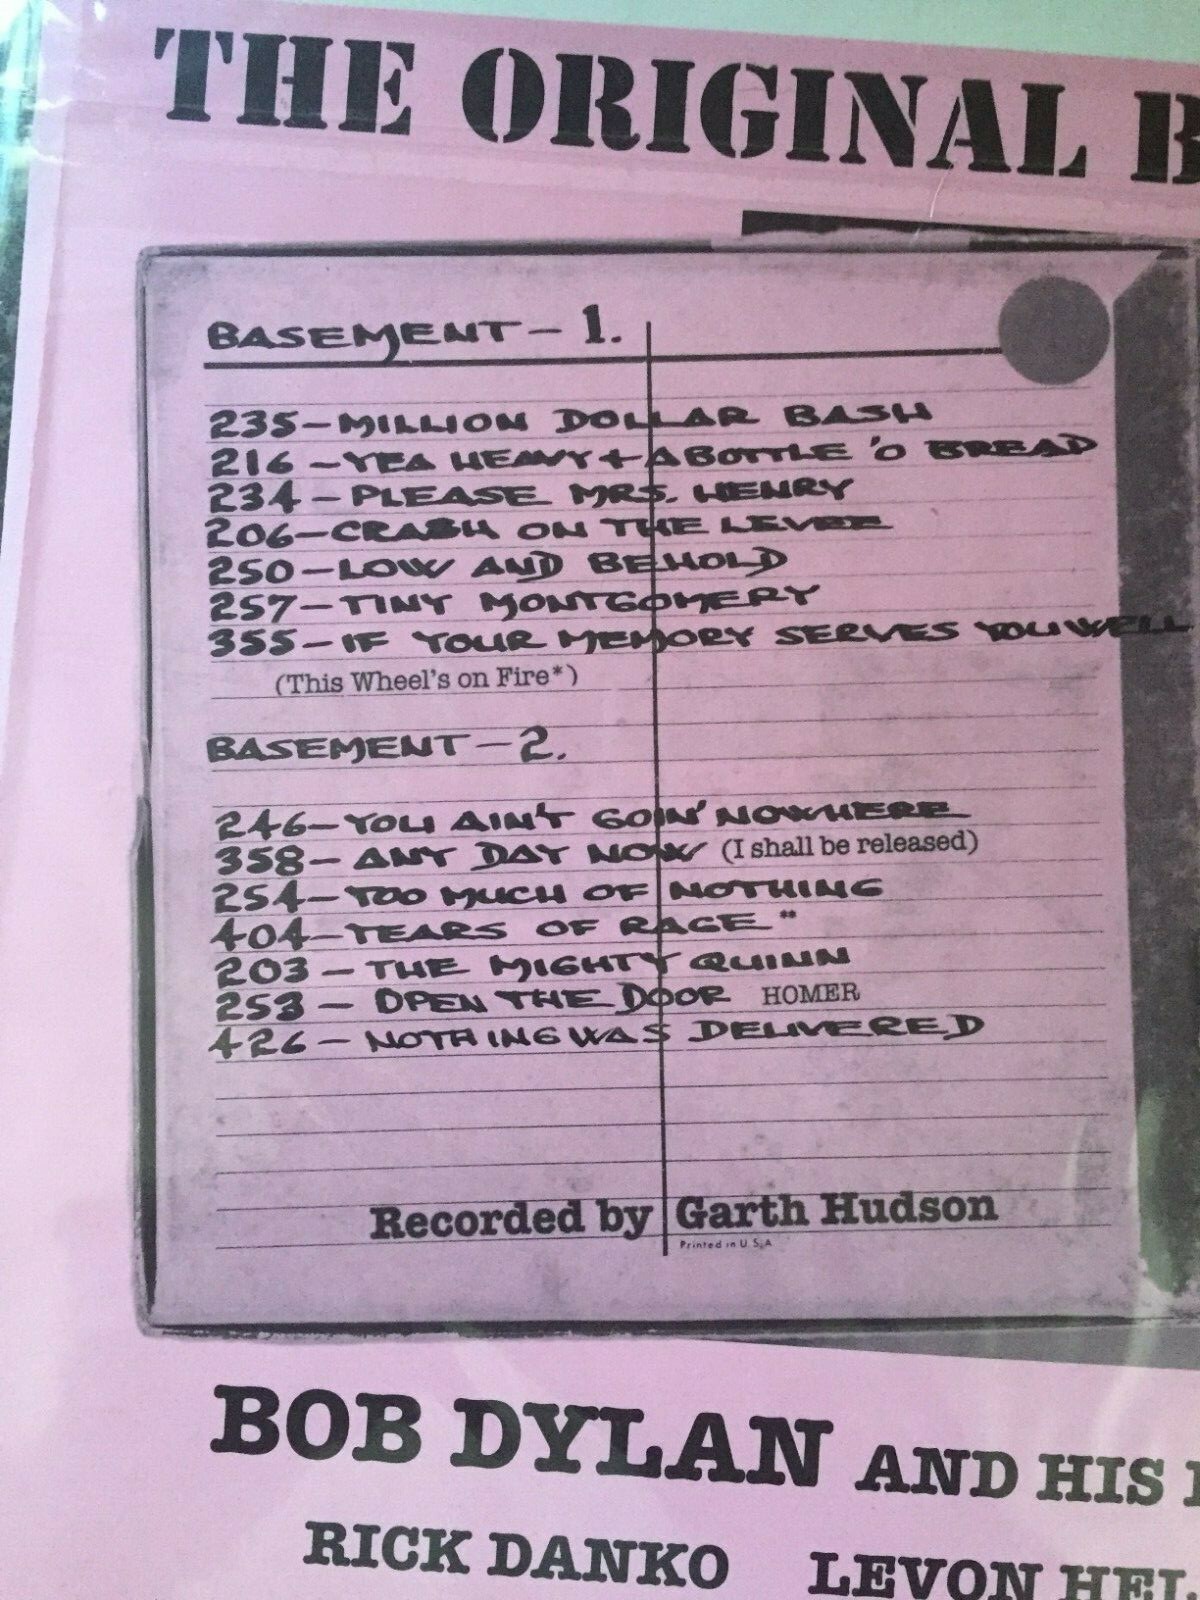 THE ORIGINAL B
BASEMENT - 1.
235 - MILLION DOLLAR BASH
216 - YEA HEAVY + A BOTTLE 'O BREAD
234 - PLEASE MRS. HENRY
206 - CRASH ON THE LEVEE
250 - LOW AND BEHOLD
257 - TINY MONTGOMERY
355 - IF YOUR MEMORY SERVES YOU WELL
(This Wheel's on Fire*)
BASEMENT - 2.
246 - YOU AIN'T GOIN' NOWHERE
358 - ANY DAY NOW (I shall be released)
254 - TOO MUCH OF NOTHING
404 - TEARS OF RAGE **
203 - THE MIGHTY QUINN
253 - OPEN THE DOOR HOMER
426 - NOTHING WAS DELIVERED
Recorded by Garth Hudson
Printed in U.S.A
BOB DYLAN AND HIS
RICK DANKO LEVON HEL